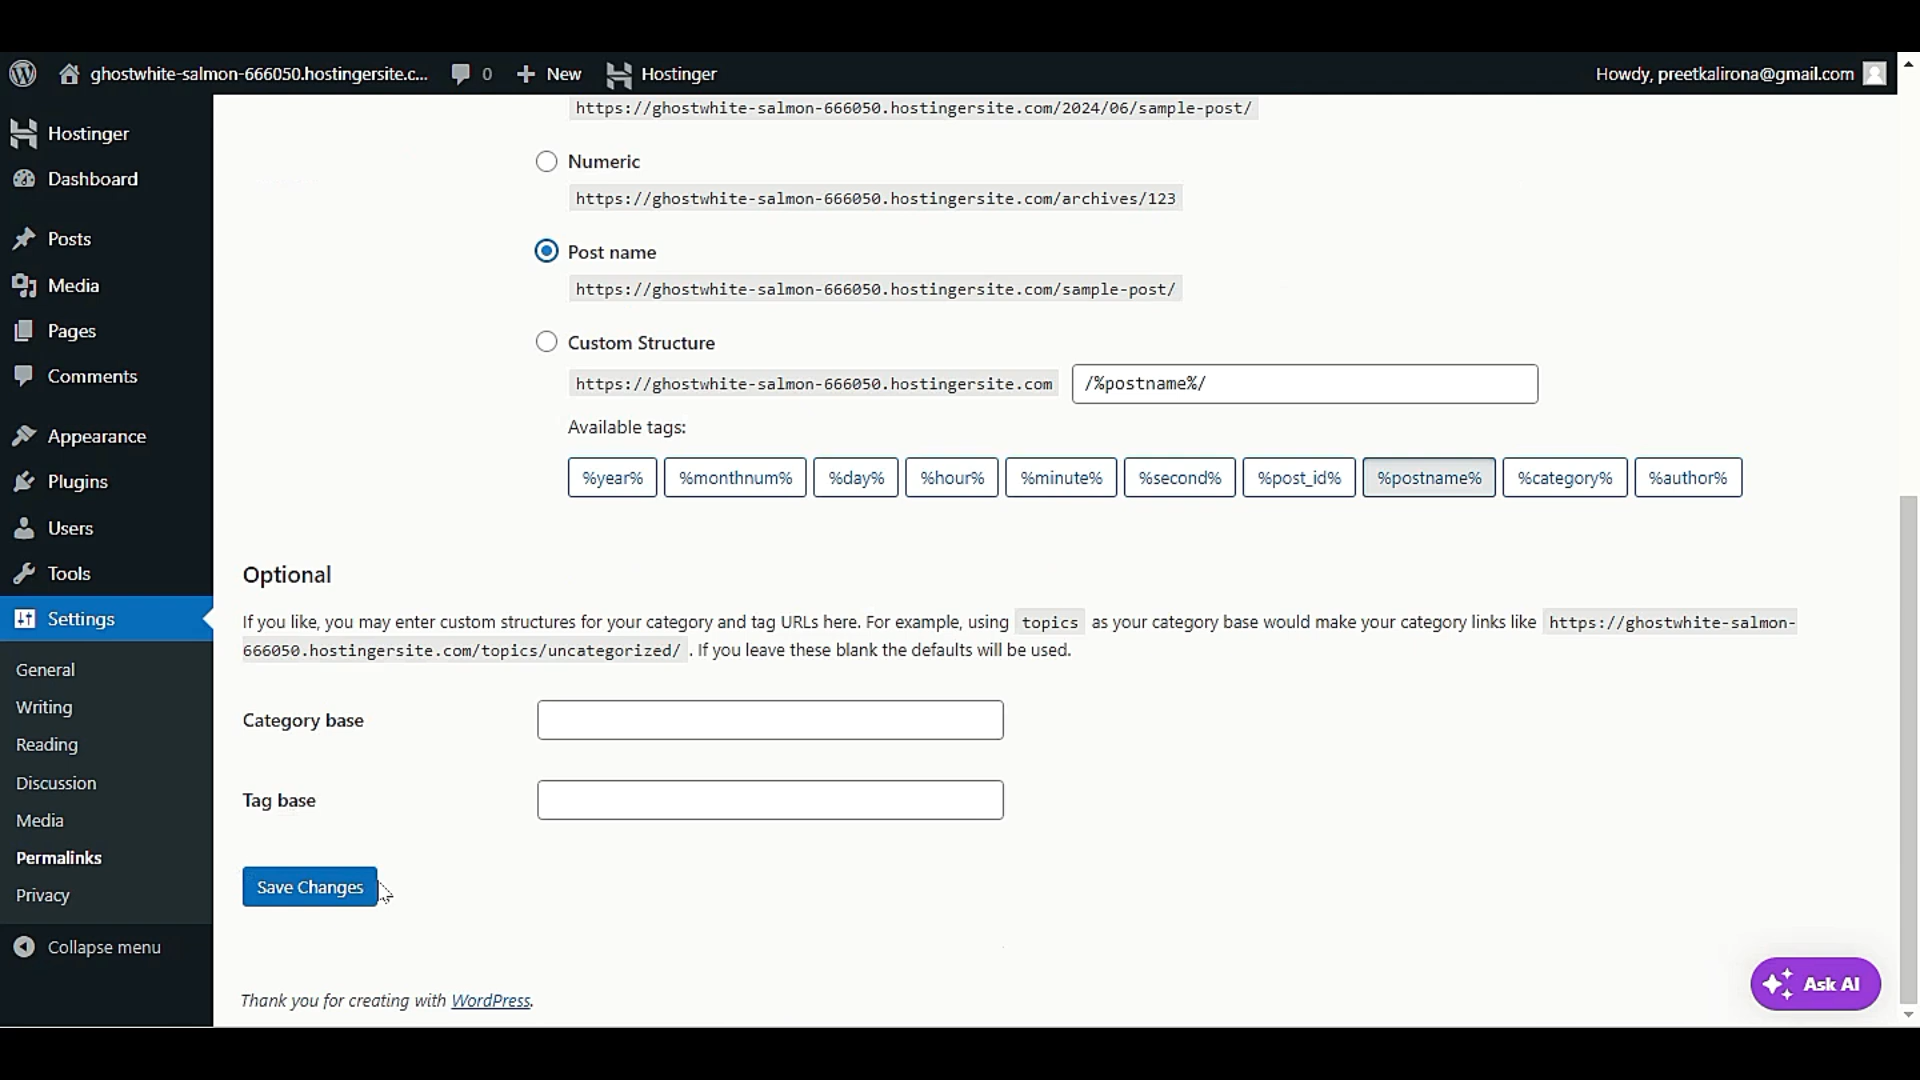 ghostwhite-salmon-666050.hostingersite.c... 0 New Hostinger Howdy, preetkalirona@gmail.com
Hostinger
Dashboard
Posts
Media
Pages
Comments
Appearance
Plugins
Users
Tools
Settings
General
Writing
Reading
Discussion
Media
Permalinks
Privacy
Collapse menu
https://ghostwhite-salmon-666050.hostingersite.com/2024/06/sample-post/
Numeric
https://ghostwhite-salmon-666050.hostingersite.com/archives/123
Post name
https://ghostwhite-salmon-666050.hostingersite.com/sample-post/
Custom Structure
https://ghostwhite-salmon-666050.hostingersite.com /%postname%/
Available tags:
%year% %monthnum% %day% %hour% %minute% %second% %post_id% %postname% %category% %author%
Optional
If you like, you may enter custom structures for your category and tag URLs here. For example, using topics as your category base would make your category links like https://ghostwhite-salmon-
666050.hostingersite.com/topics/uncategorized/ . If you leave these blank the defaults will be used.
Category base
Tag base
Save Changes
Thank you for creating with WordPress.
Ask AI